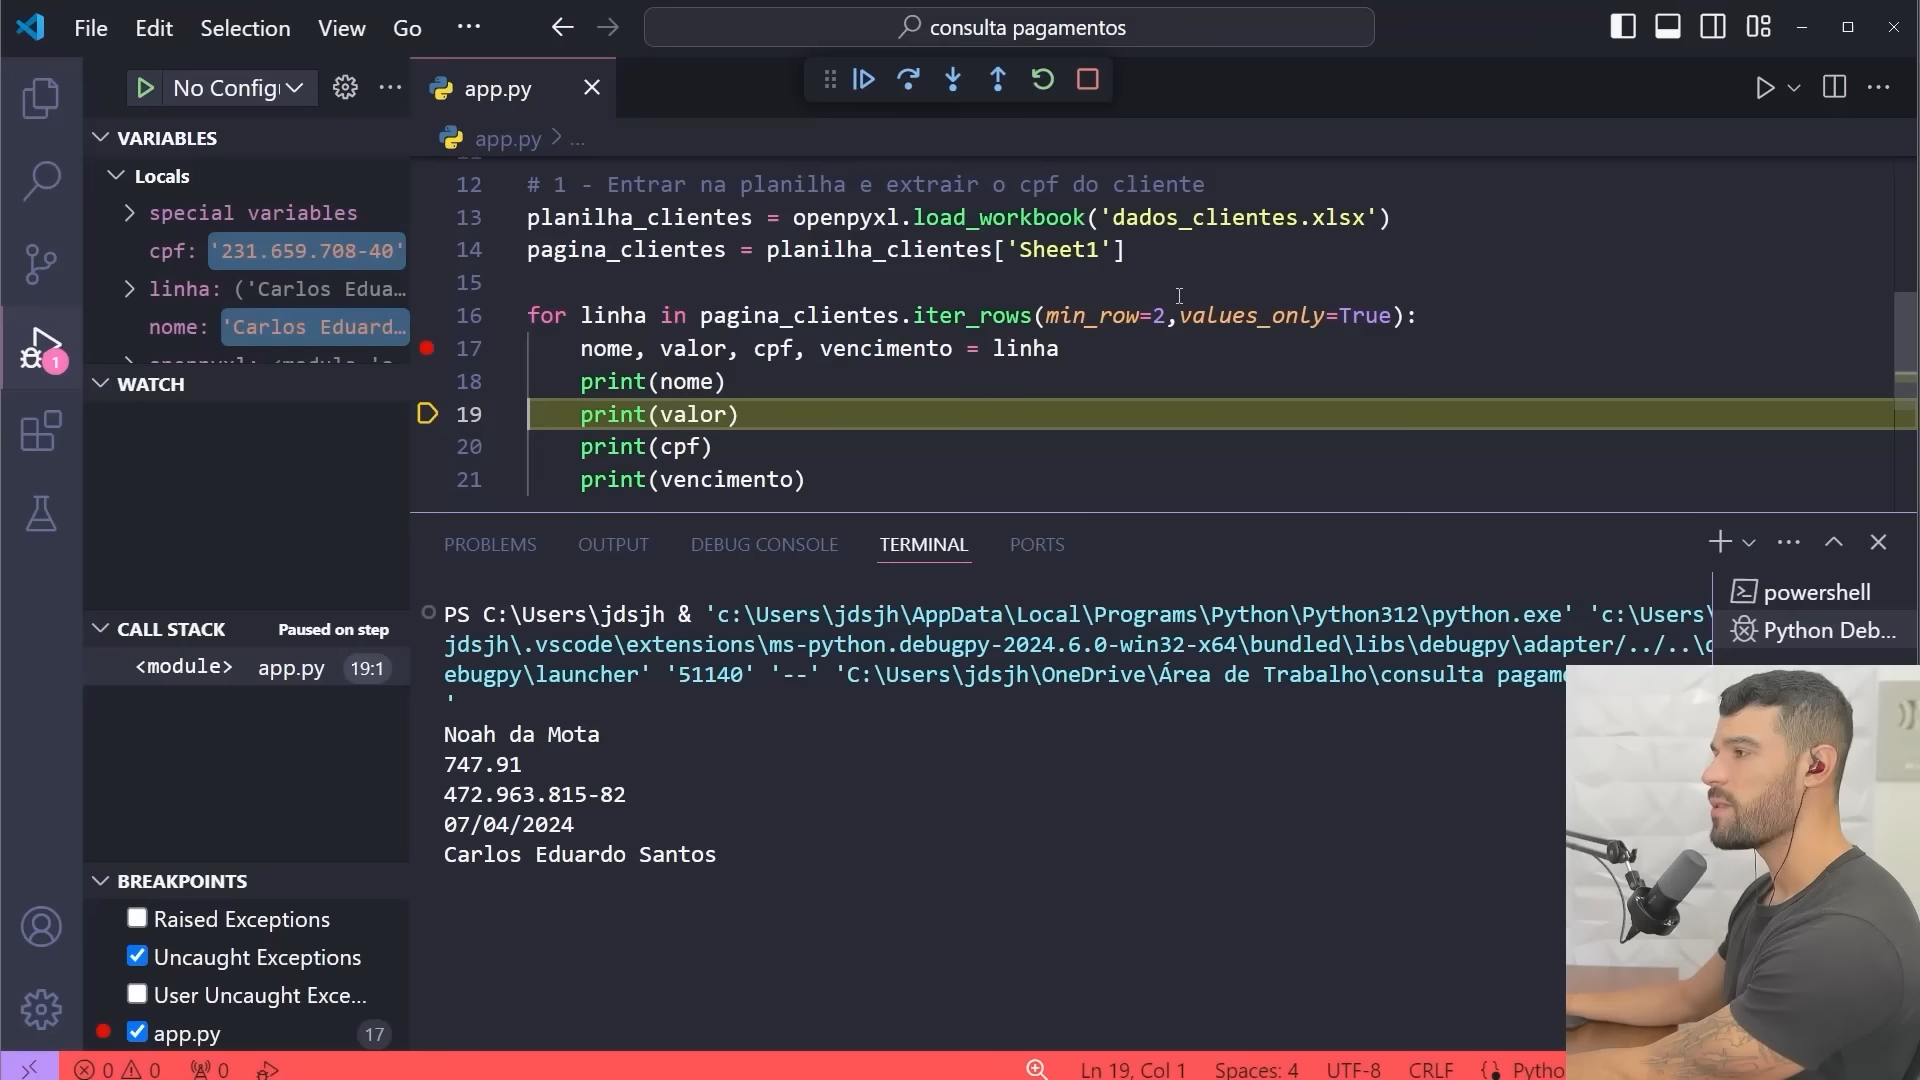 File Edit Selection View Go ...
consulta pagamentos
No Config
app.py
VARIABLES
Locals
special variables
cpf: '231.659.708-40'
linha: ('Carlos Edua...
nome: 'Carlos Eduard...
WATCH
CALL STACK Paused on step
<module> app.py 19:1
BREAKPOINTS
Raised Exceptions
Uncaught Exceptions
User Uncaught Exce...
app.py 17
app.py > ...
12 # 1 - Entrar na planilha e extrair o cpf do cliente
13 planilha_clientes = openpyxl.load_workbook('dados_clientes.xlsx')
14 pagina_clientes = planilha_clientes['Sheet1']
15
16 for linha in pagina_clientes.iter_rows(min_row=2,values_only=True):
17 nome, valor, cpf, vencimento = linha
18 print(nome)
19 print(valor)
20 print(cpf)
21 print(vencimento)
PROBLEMS OUTPUT DEBUG CONSOLE TERMINAL PORTS
powershell
Python Deb...
PS C:\Users\jdsjh & 'c:\Users\jdsjh\AppData\Local\Programs\Python\Python312\python.exe' 'c:\Users\
jdsjh\.vscode\extensions\ms-python.debugpy-2024.6.0-win32-x64\bundled\libs\debugpy\adapter/../..\d
ebugpy\launcher' '51140' '--' 'C:\Users\jdsjh\OneDrive\Área de Trabalho\consulta pagam
'
Noah da Mota
747.91
472.963.815-82
07/04/2024
Carlos Eduardo Santos
0 0 0 Ln 19, Col 1 Spaces: 4 UTF-8 CRLF Pytho